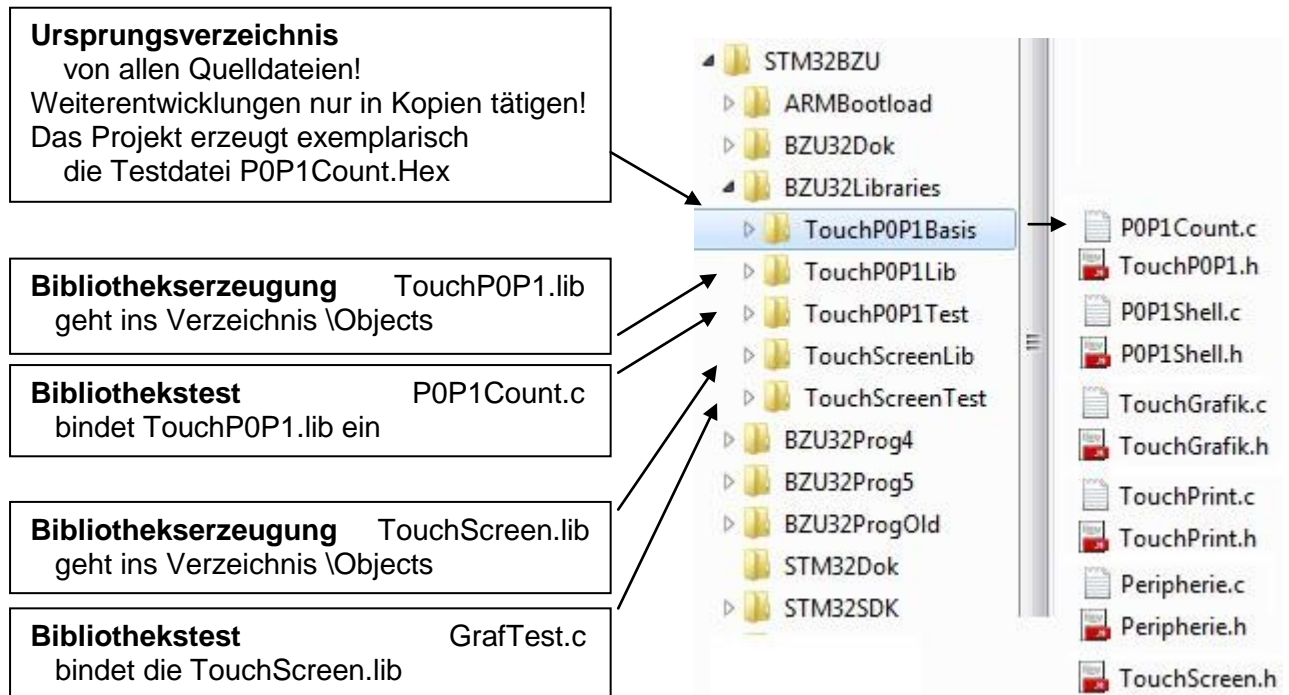 Ursprungsverzeichnis
von allen Quelldateien!
Weiterentwicklungen nur in Kopien tätigen!
Das Projekt erzeugt exemplarisch
die Testdatei P0P1Count.Hex
Bibliothekserzeugung TouchP0P1.lib
geht ins Verzeichnis \Objects
Bibliothekstest P0P1Count.c
bindet TouchP0P1.lib ein
Bibliothekserzeugung TouchScreen.lib
geht ins Verzeichnis \Objects
Bibliothekstest GrafTest.c
bindet die TouchScreen.lib
STM32BZU
ARMBootload
BZU32Dok
BZU32Libraries
TouchP0P1Basis
TouchP0P1Lib
TouchP0P1Test
TouchScreenLib
TouchScreenTest
BZU32Prog4
BZU32Prog5
BZU32ProgOld
STM32Dok
STM32SDK
P0P1Count.c
TouchP0P1.h
P0P1Shell.c
P0P1Shell.h
TouchGrafik.c
TouchGrafik.h
TouchPrint.c
TouchPrint.h
Peripherie.c
Peripherie.h
TouchScreen.h